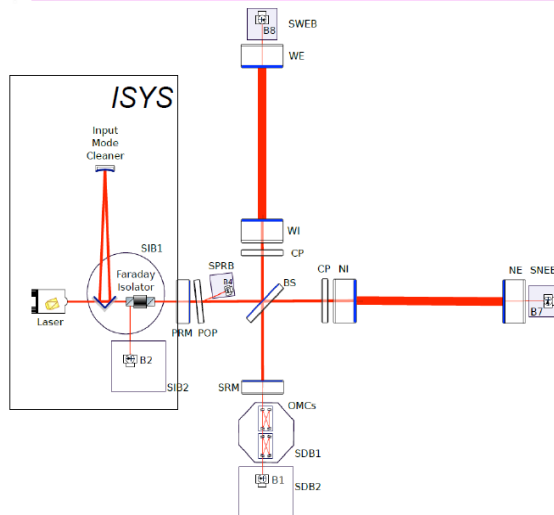 B8
SWEB
WE
ISYS
Input
Mode
Cleaner
WI
CP
SIB1
SPRB
B4
Faraday
Isolator
BS
CP
NI
NE
SNEB
B7
Laser
PRM
POP
B2
SIB2
SRM
OMCs
SDB1
B1
SDB2